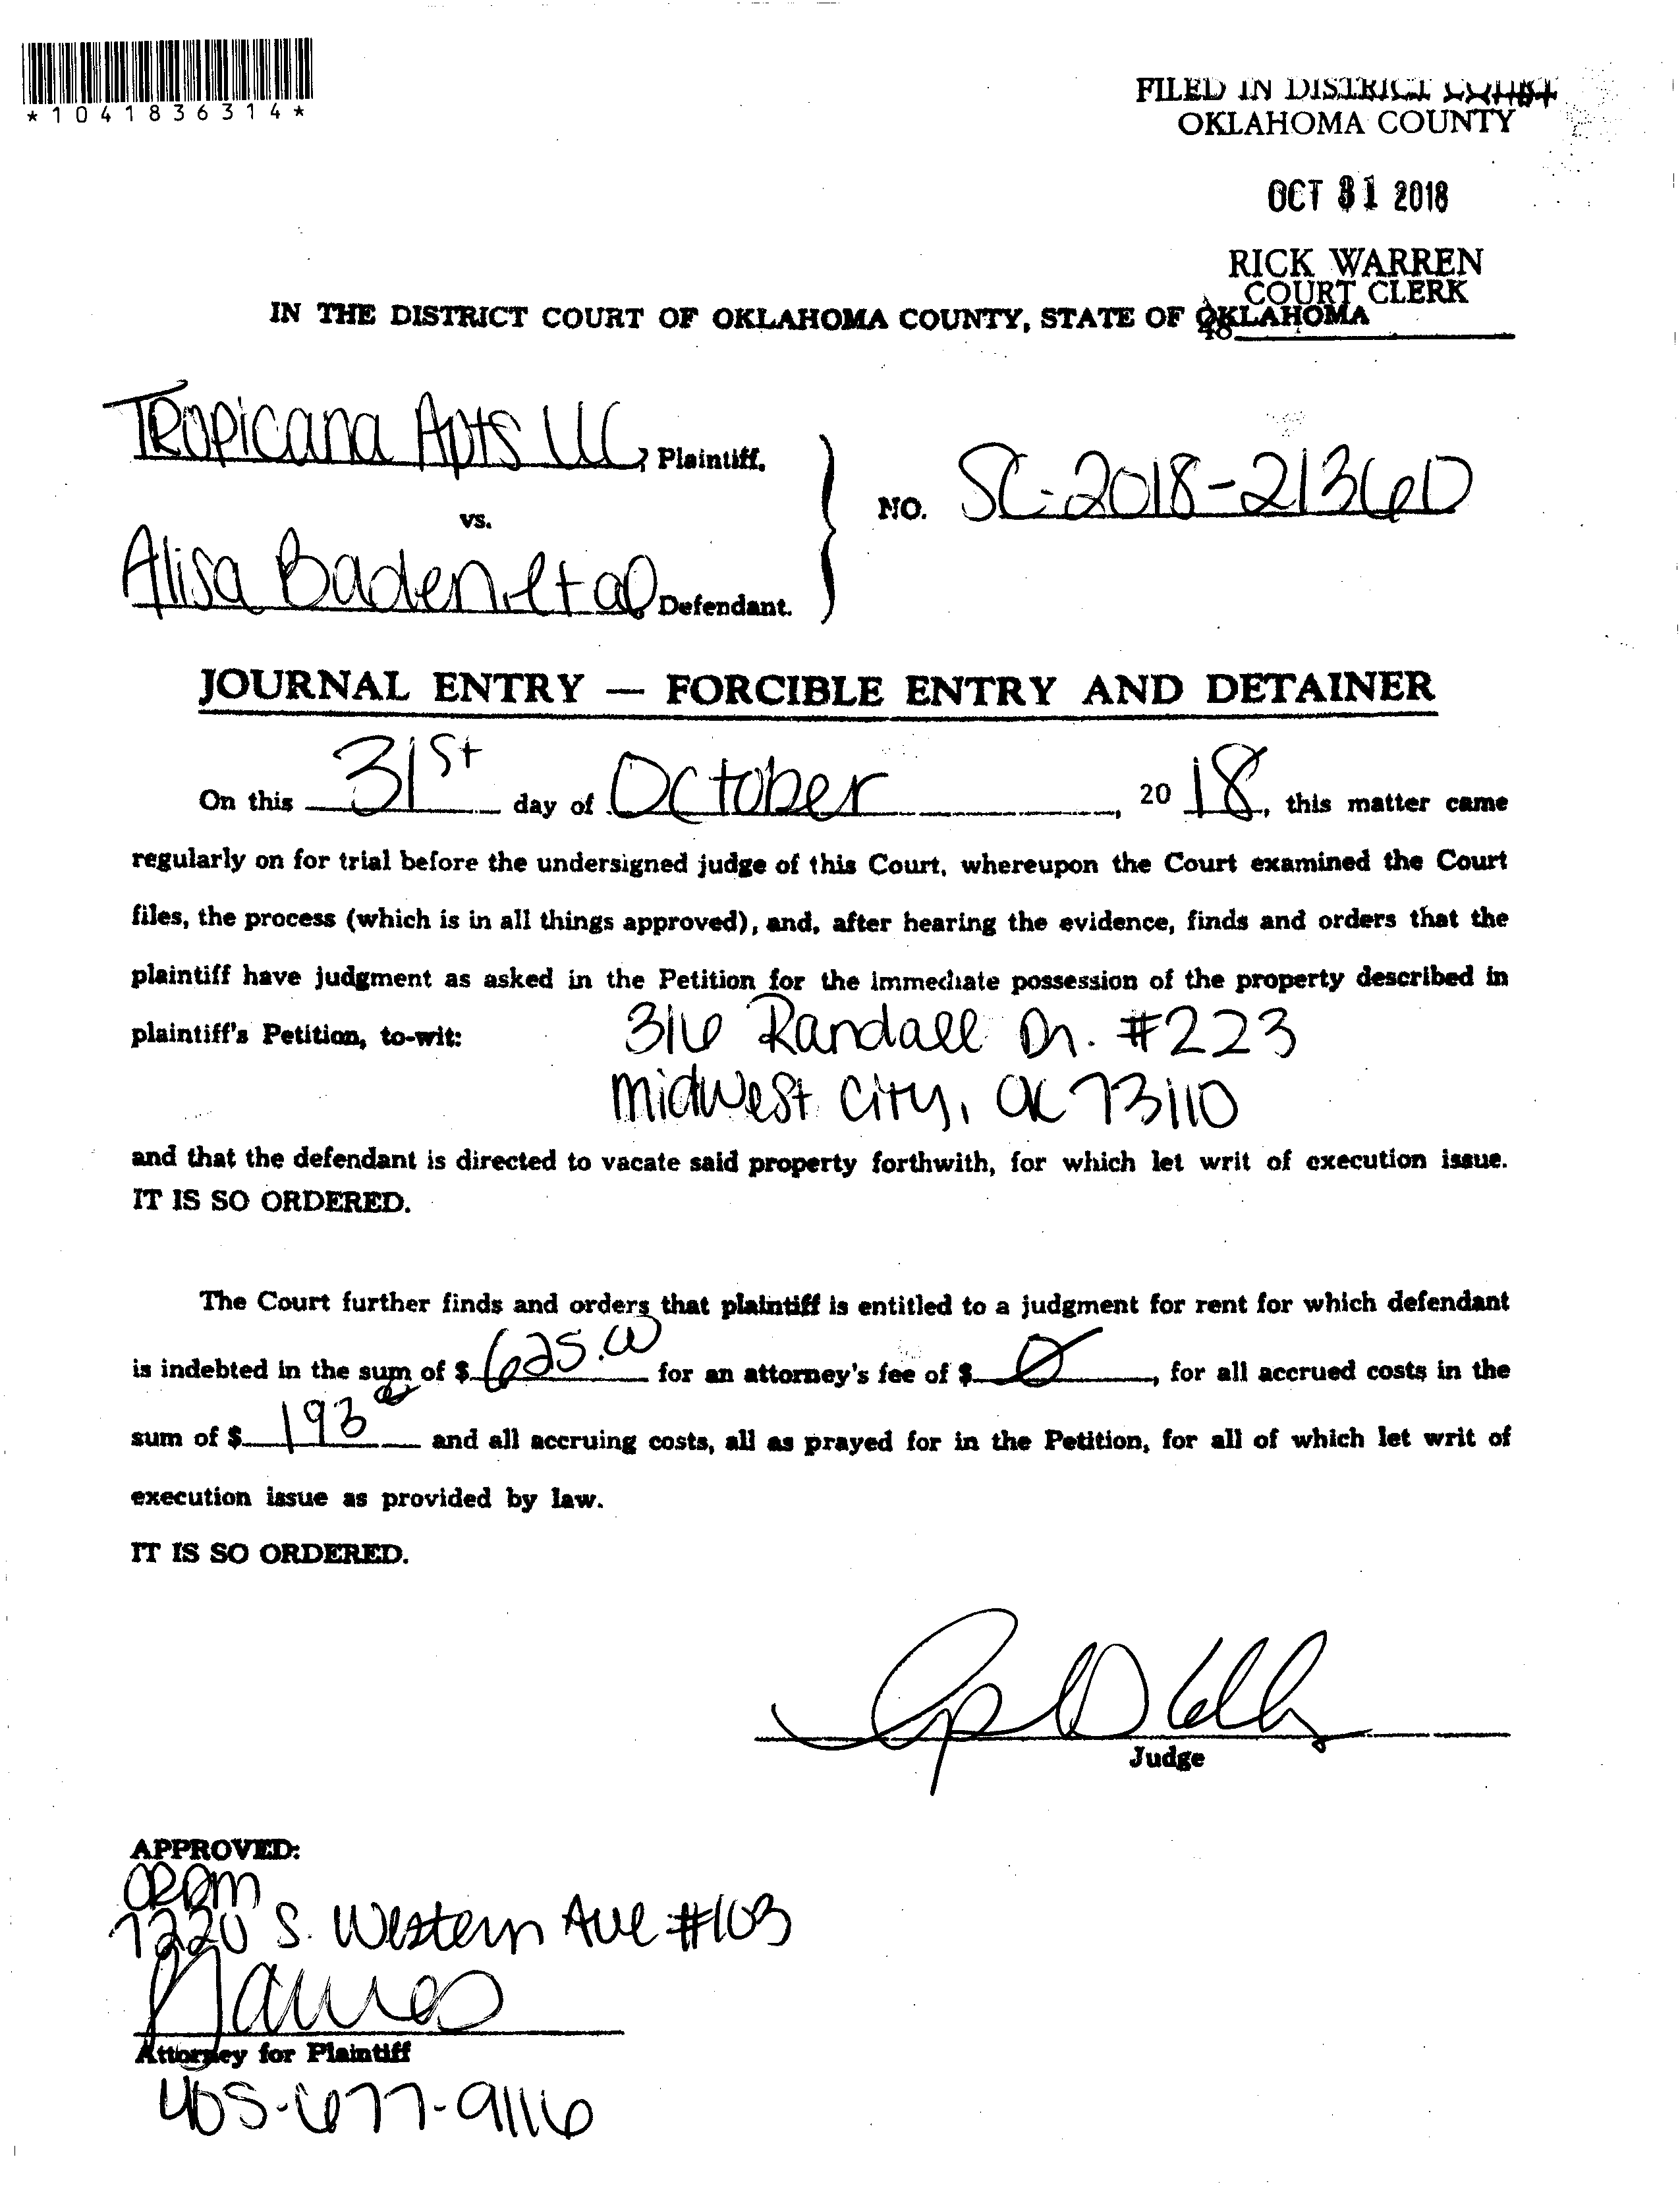 *1041836314*
FILED IN DISTRICT COURT
OKLAHOMA COUNTY
OCT 31 2018
RICK WARREN
COURT CLERK
IN THE DISTRICT COURT OF OKLAHOMA COUNTY, STATE OF OKLAHOMA
48
Tropicana Apts LLC, Plaintiff,
vs.
NO. SC-2018-21360
Alisa Baden, et al Defendant.
JOURNAL ENTRY — FORCIBLE ENTRY AND DETAINER
On this 31st day of October, 2018, this matter came
regularly on for trial before the undersigned judge of this Court, whereupon the Court examined the Court
files, the process (which is in all things approved), and, after hearing the evidence, finds and orders that the
plaintiff have judgment as asked in the Petition for the immediate possession of the property described in
plaintiff's Petition, to-wit: 316 Randall Dr. #223
Midwest City, OK 73110
and that the defendant is directed to vacate said property forthwith, for which let writ of execution issue.
IT IS SO ORDERED.
The Court further finds and orders that plaintiff is entitled to a judgment for rent for which defendant
is indebted in the sum of $ 625.00 for an attorney's fee of $ 0, for all accrued costs in the
sum of $ 193 00 and all accruing costs, all as prayed for in the Petition, for all of which let writ of
execution issue as provided by law.
IT IS SO ORDERED.
Judge
APPROVED:
7220 S. Western Ave #103
Attorney for Plaintiff
405-677-9116